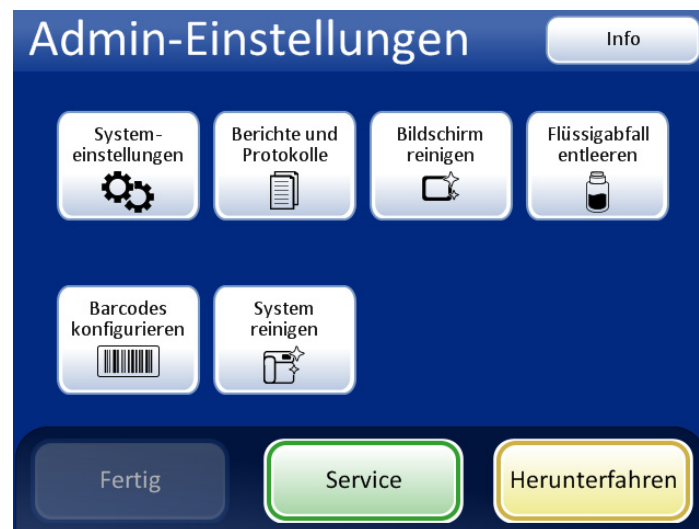 Admin-Einstellungen
Info
System-
einstellungen
Berichte und
Protokolle
Bildschirm
reinigen
Flüssigabfall
entleeren
Barcodes
konfigurieren
System
reinigen
Fertig
Service
Herunterfahren